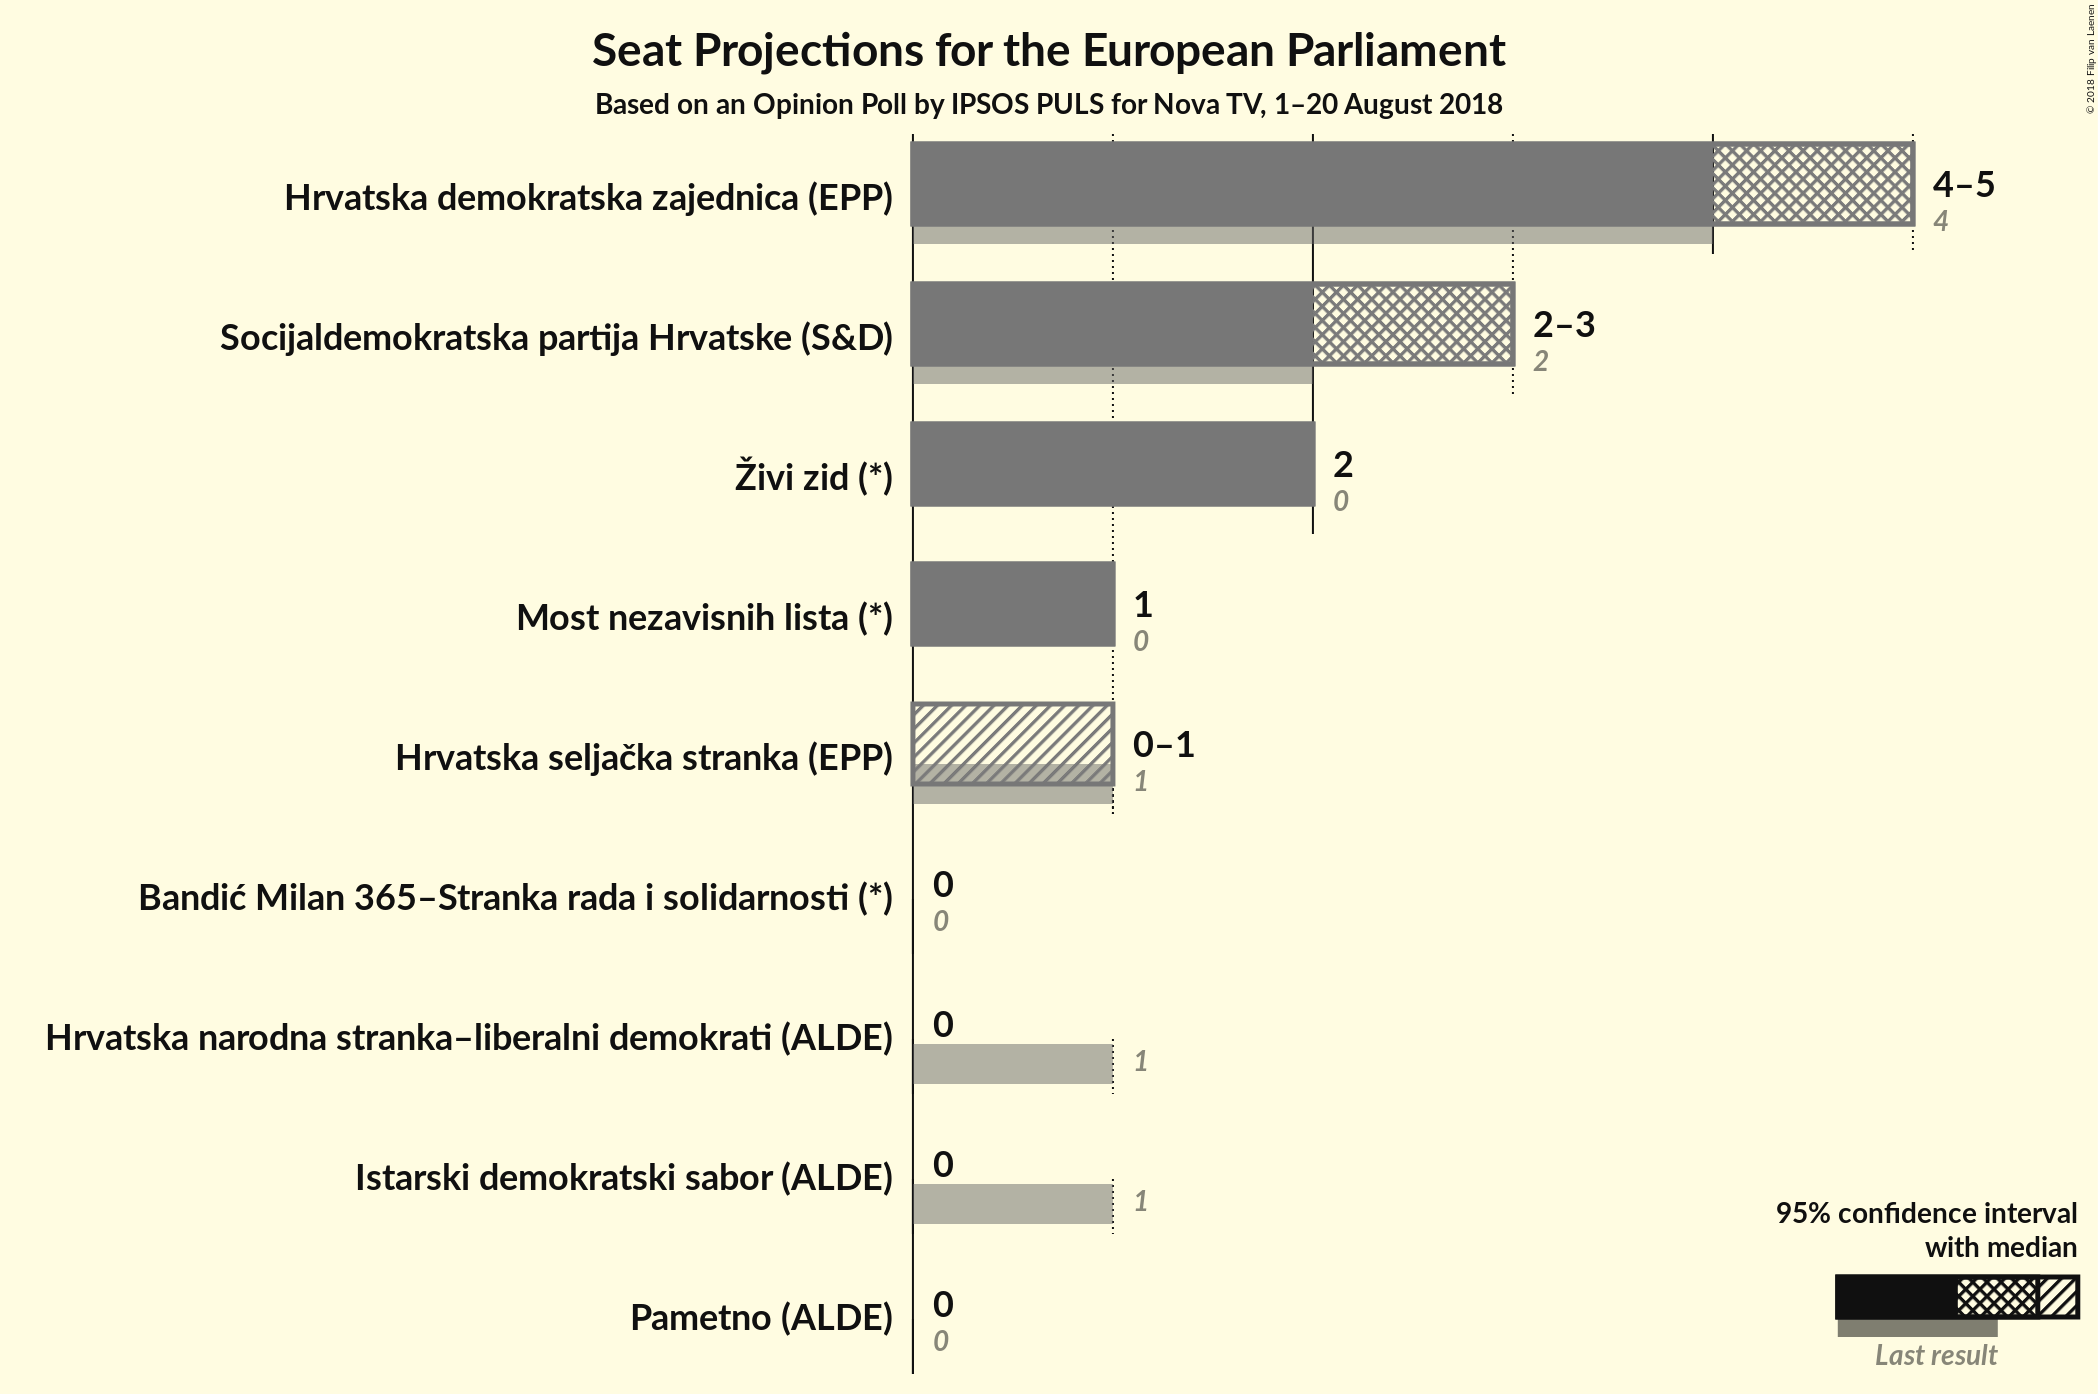 Seat Projections for the European Parliament
Based on an Opinion Poll by IPSOS PULS for Nova TV, 1–20 August 2018
© 2018 Filip van Laenen
Hrvatska demokratska zajednica (EPP)
4–5
4
Socijaldemokratska partija Hrvatske (S&D)
2–3
2
Živi zid (*)
2
0
Most nezavisnih lista (*)
1
0
Hrvatska seljačka stranka (EPP)
0–1
1
Bandić Milan 365–Stranka rada i solidarnosti (*)
0
0
Hrvatska narodna stranka–liberalni demokrati (ALDE)
0
1
Istarski demokratski sabor (ALDE)
0
1
Pametno (ALDE)
0
0
95% confidence interval
with median
Last result